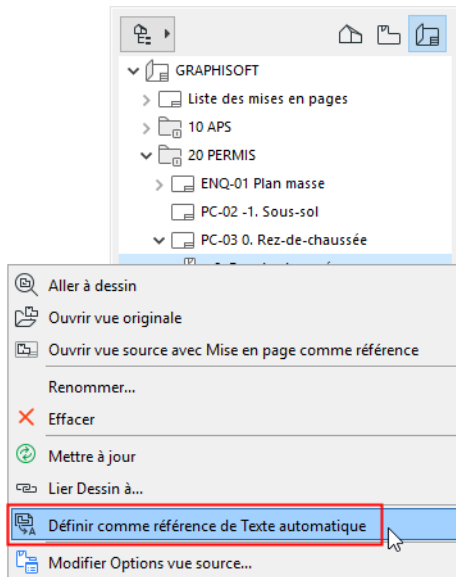 GRAPHISOFT
Liste des mises en pages
10 APS
20 PERMIS
ENQ-01 Plan masse
PC-02 -1. Sous-sol
PC-03 0. Rez-de-chaussée
Aller à dessin
Ouvrir vue originale
Ouvrir vue source avec Mise en page comme référence
Renommer...
Effacer
Mettre à jour
Lier Dessin à...
Définir comme référence de Texte automatique
Modifier Options vue source...